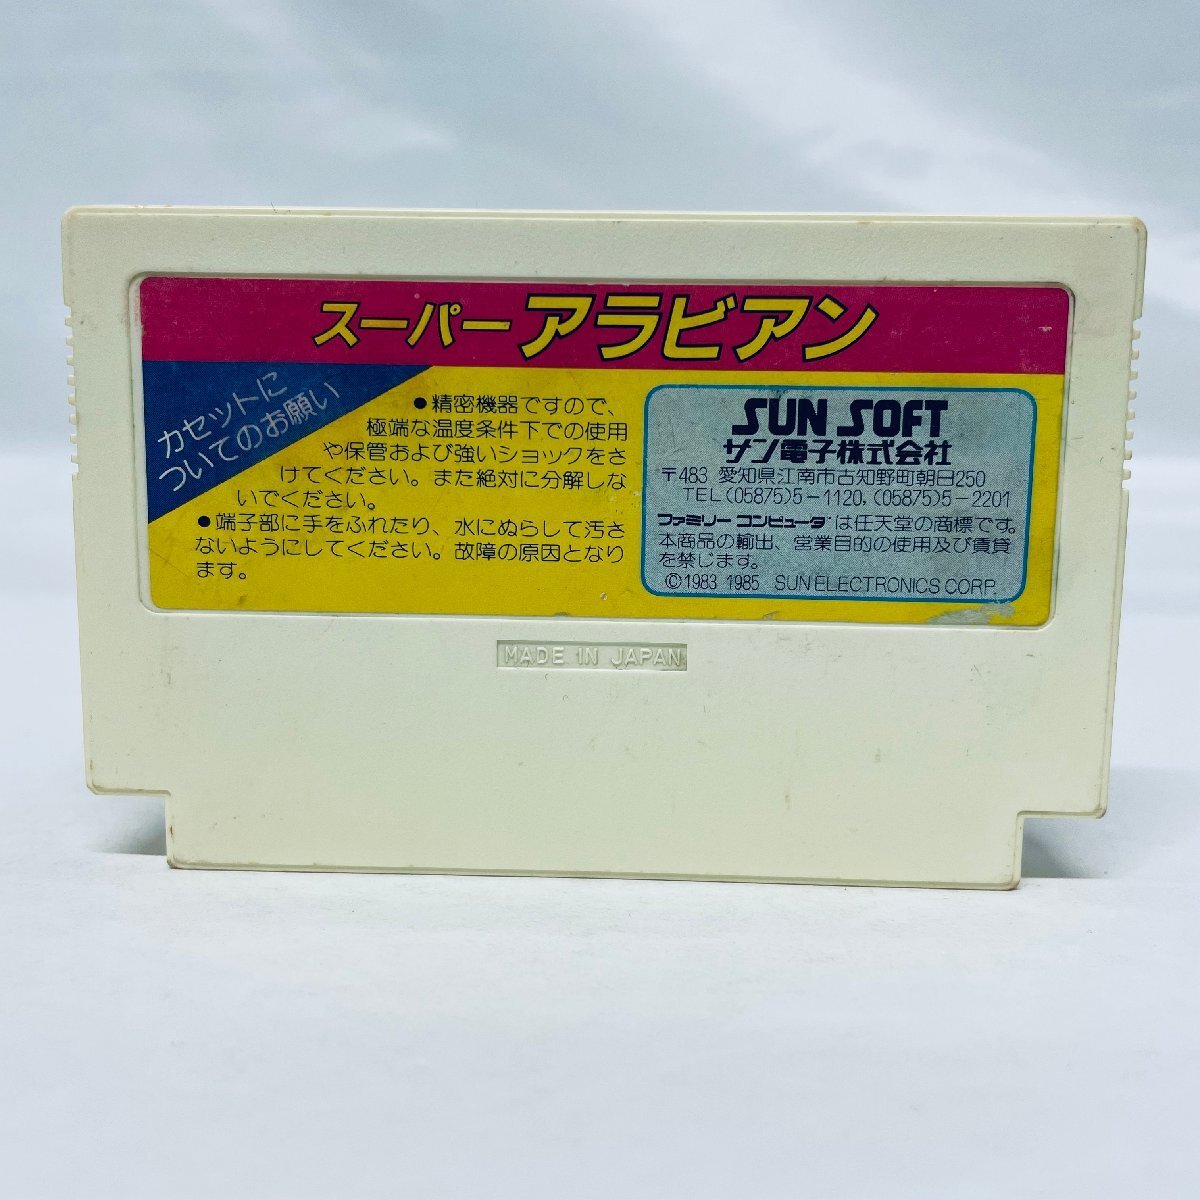 スーパーアラビアン
カセットに
ついてのお願い
●精密機器ですので、
極端な温度条件下での使用
や保管および強いショックをさ
けてください。また絶対に分解しな
いでください。
●端子部に手をふれたり、水にぬらして汚さ
ないようにしてください。故障の原因となり
ます。
SUN SOFT
サン電子株式会社
〒483 愛知県江南市古知野町朝日250
TEL(05875)5-1120,(05875)5-2201
ファミリーコンピュータは任天堂の商標です。
本商品の輸出、営業目的の使用及び賃貸
を禁じます。
©1983 1985 SUN ELECTRONICS CORP.
MADE IN JAPAN